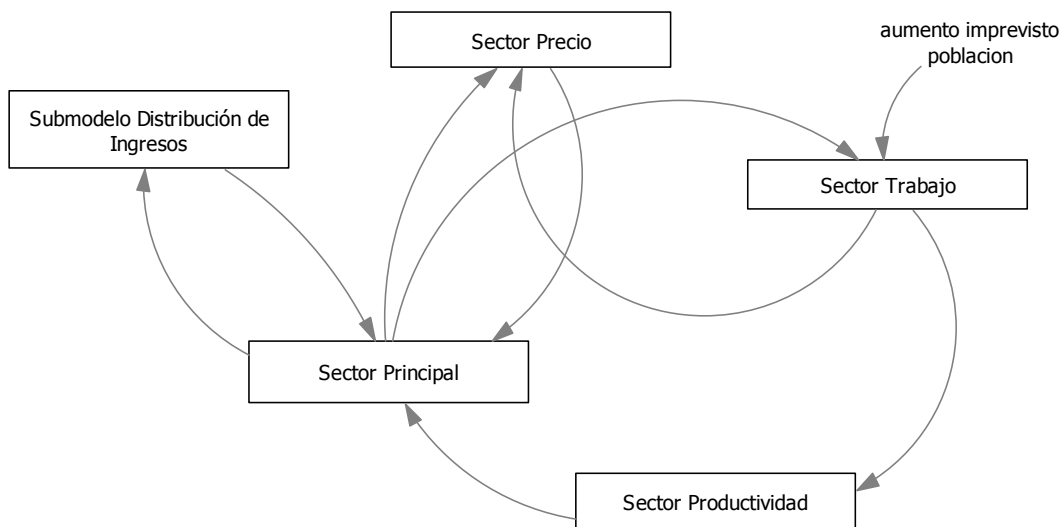 Sector Precio
aumento imprevisto
poblacion
Submodelo Distribución de
Ingresos
Sector Trabajo
Sector Principal
Sector Productividad